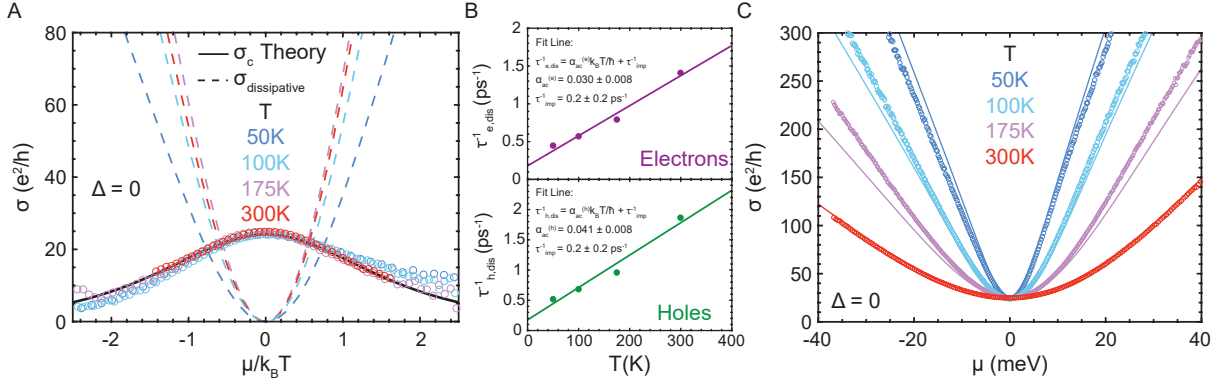 A
80
60
40
20
0
σ (e²/h)
σc Theory
σdissipative
T
50K
100K
175K
300K
Δ = 0
-2 -1 0 1 2
μ/kBT
B
2
1.5
1
0.5
0
τ⁻¹e,dis (ps⁻¹)
Fit Line:
τ⁻¹e,dis = αac⁽ᵉ⁾kBT/ħ + τ⁻¹imp
αac⁽ᵉ⁾ = 0.030 ± 0.008
τ⁻¹imp = 0.2 ± 0.2 ps⁻¹
Electrons
2
1.5
1
0.5
0
τ⁻¹h,dis (ps⁻¹)
Fit Line:
τ⁻¹h,dis = αac⁽ʰ⁾kBT/ħ + τ⁻¹imp
αac⁽ʰ⁾ = 0.041 ± 0.008
τ⁻¹imp = 0.2 ± 0.2 ps⁻¹
Holes
0 100 200 300 400
T(K)
C
300
250
200
150
100
50
0
σ (e²/h)
T
50K
100K
175K
300K
Δ = 0
-40 -20 0 20 40
μ (meV)